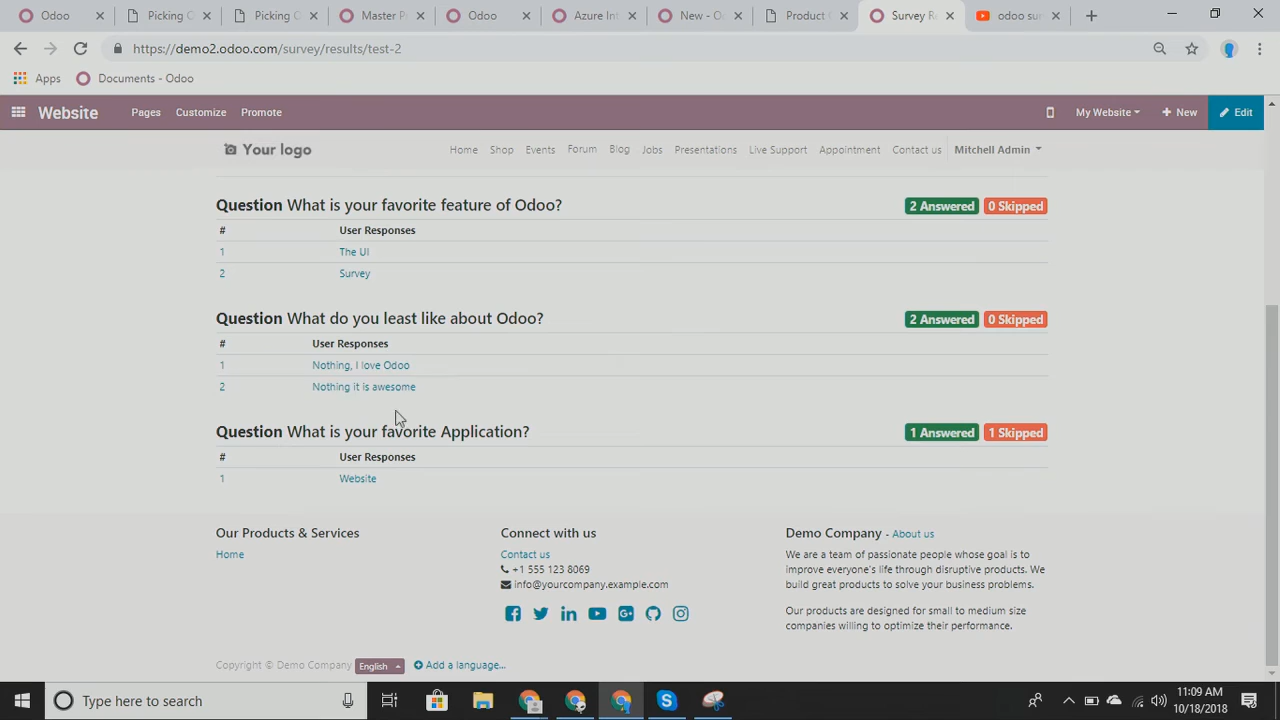 Odoo
Picking O
Picking O
Master P
Odoo
Azure Int
New - Od
Product
Survey Re
odoo sur
https://demo2.odoo.com/survey/results/test-2
Apps
Documents - Odoo
Website
Pages
Customize
Promote
My Website
+ New
Edit
Your logo
Home
Shop
Events
Forum
Blog
Jobs
Presentations
Live Support
Appointment
Contact us
Mitchell Admin
Question What is your favorite feature of Odoo?
2 Answered
0 Skipped
# User Responses
1 The UI
2 Survey
Question What do you least like about Odoo?
2 Answered
0 Skipped
# User Responses
1 Nothing, I love Odoo
2 Nothing it is awesome
Question What is your favorite Application?
1 Answered
1 Skipped
# User Responses
1 Website
Our Products & Services
Home
Connect with us
Contact us
+1 555 123 8069
info@yourcompany.example.com
Demo Company - About us
We are a team of passionate people whose goal is to
improve everyone's life through disruptive products. We
build great products to solve your business problems.
Our products are designed for small to medium size
companies willing to optimize their performance.
Copyright © Demo Company
English
Add a language...
Type here to search
11:09 AM
10/18/2018